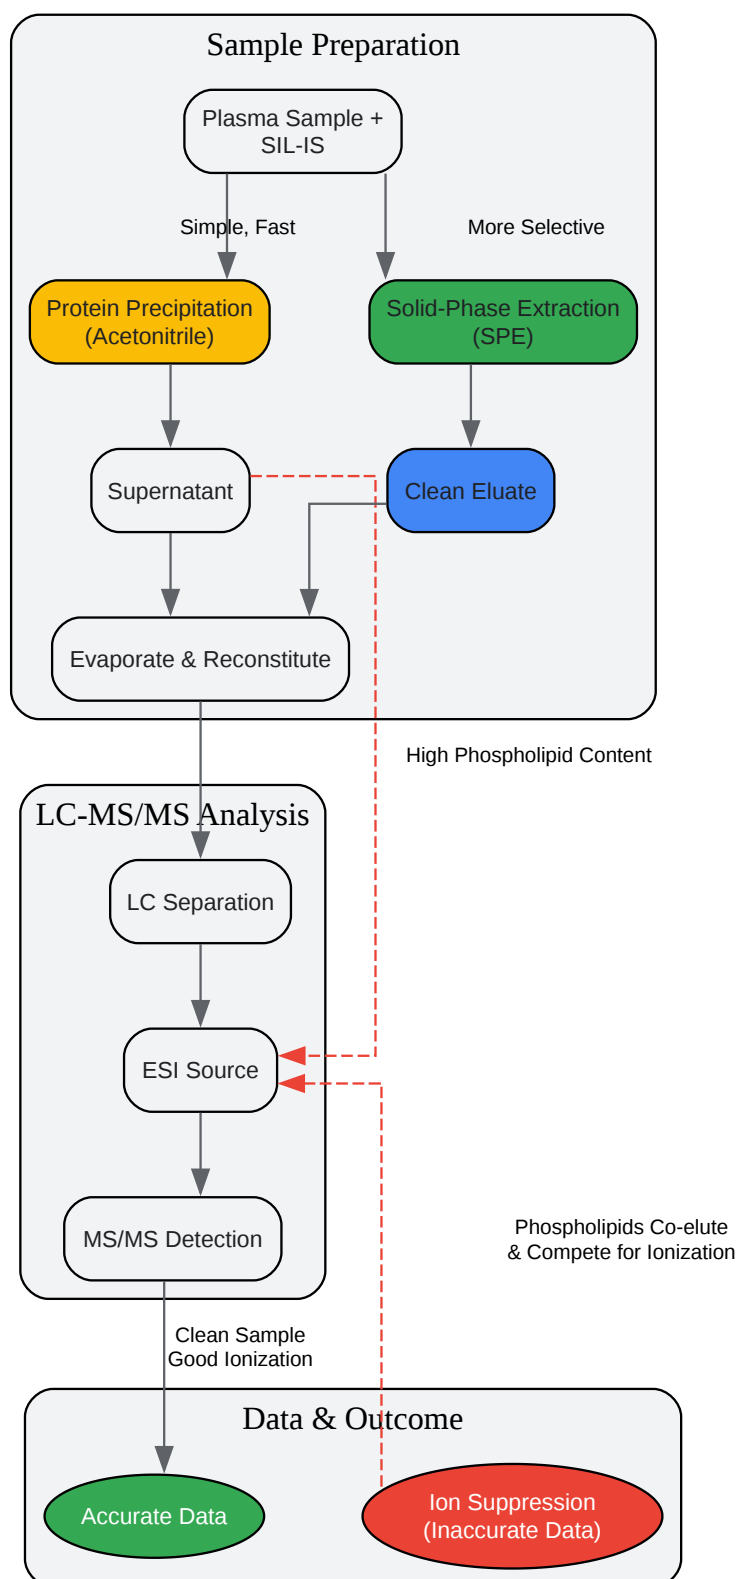 Sample Preparation
Plasma Sample +
SIL-IS
Simple, Fast
More Selective
Protein Precipitation
(Acetonitrile)
Solid-Phase Extraction
(SPE)
Supernatant
Clean Eluate
Evaporate & Reconstitute
High Phospholipid Content
LC-MS/MS Analysis
LC Separation
ESI Source
MS/MS Detection
Phospholipids Co-elute
& Compete for Ionization
Clean Sample
Good Ionization
Data & Outcome
Accurate Data
Ion Suppression
(Inaccurate Data)